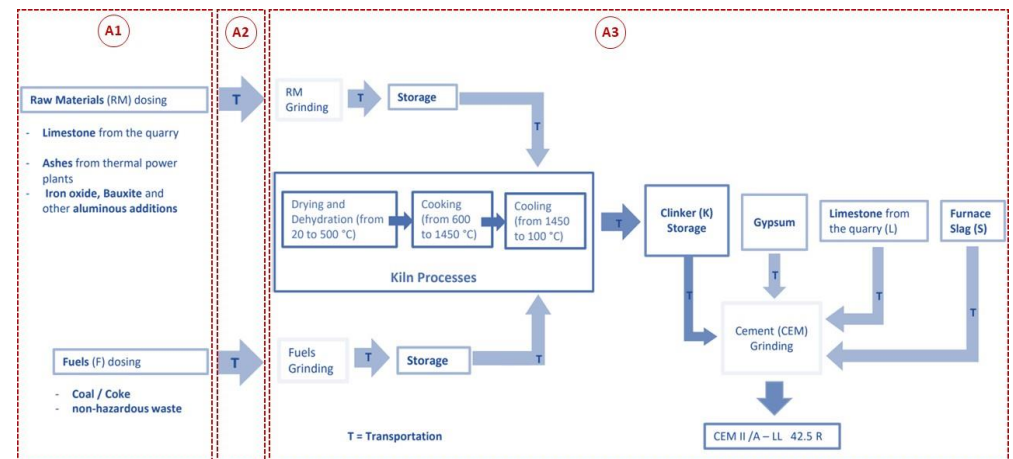 A1
A2
A3
Raw Materials (RM) dosing
- Limestone from the quarry
- Ashes from thermal power
plants
- Iron oxide, Bauxite and
other aluminous additions
T
RM
Grinding
T
Storage
T
Drying and
Dehydration (from
20 to 500 °C)
Cooking
(from 600
to 1450 °C)
Cooling
(from 1450
to 100 °C)
Kiln Processes
T
Clinker (K)
Storage
Gypsum
Limestone from
the quarry (L)
Furnace
Slag (S)
T
T
T
T
Cement (CEM)
Grinding
Fuels (F) dosing
- Coal / Coke
- non-hazardous waste
T
Fuels
Grinding
T
Storage
T
T = Transportation
CEM II /A – LL 42.5 R